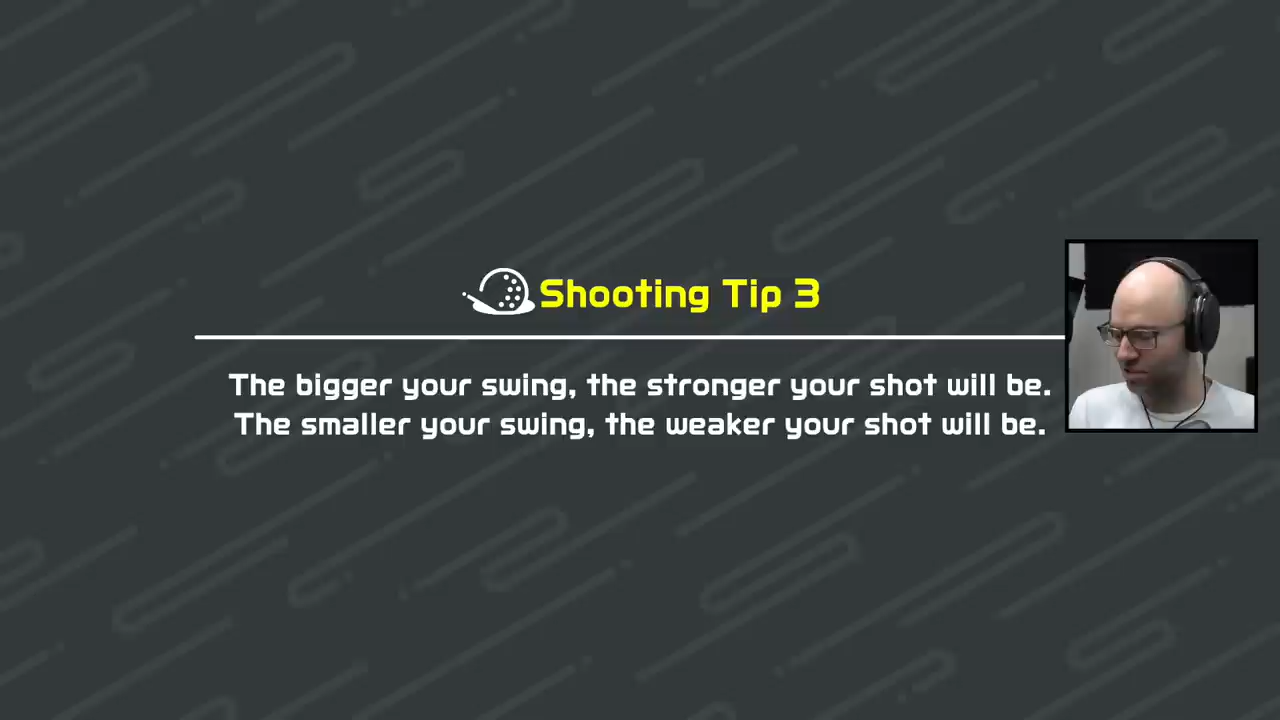 Shooting Tip 3
The bigger your swing, the stronger your shot will be.
The smaller your swing, the weaker your shot will be.